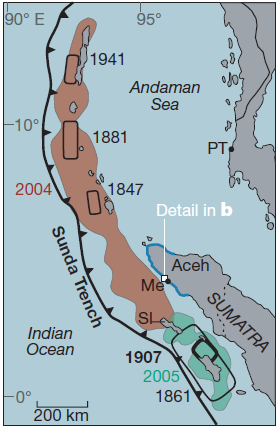 90° E
95°
1941
Andaman
Sea
10°
1881
PT
2004
1847
Detail in b
Sunda Trench
Aceh
Me
SUMATRA
SI
Indian
Ocean
1907
2005
1861
0°
200 km